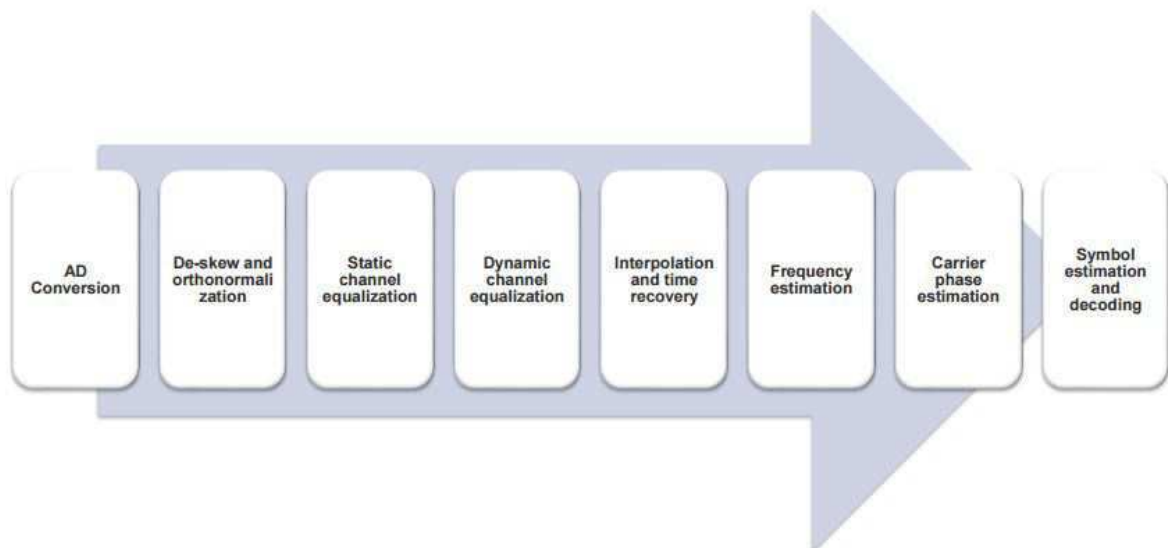 AD
Conversion
De-skew and
orthonormali
zation
Static
channel
equalization
Dynamic
channel
equalization
Interpolation
and time
recovery
Frequency
estimation
Carrier
phase
estimation
Symbol
estimation
and
decoding